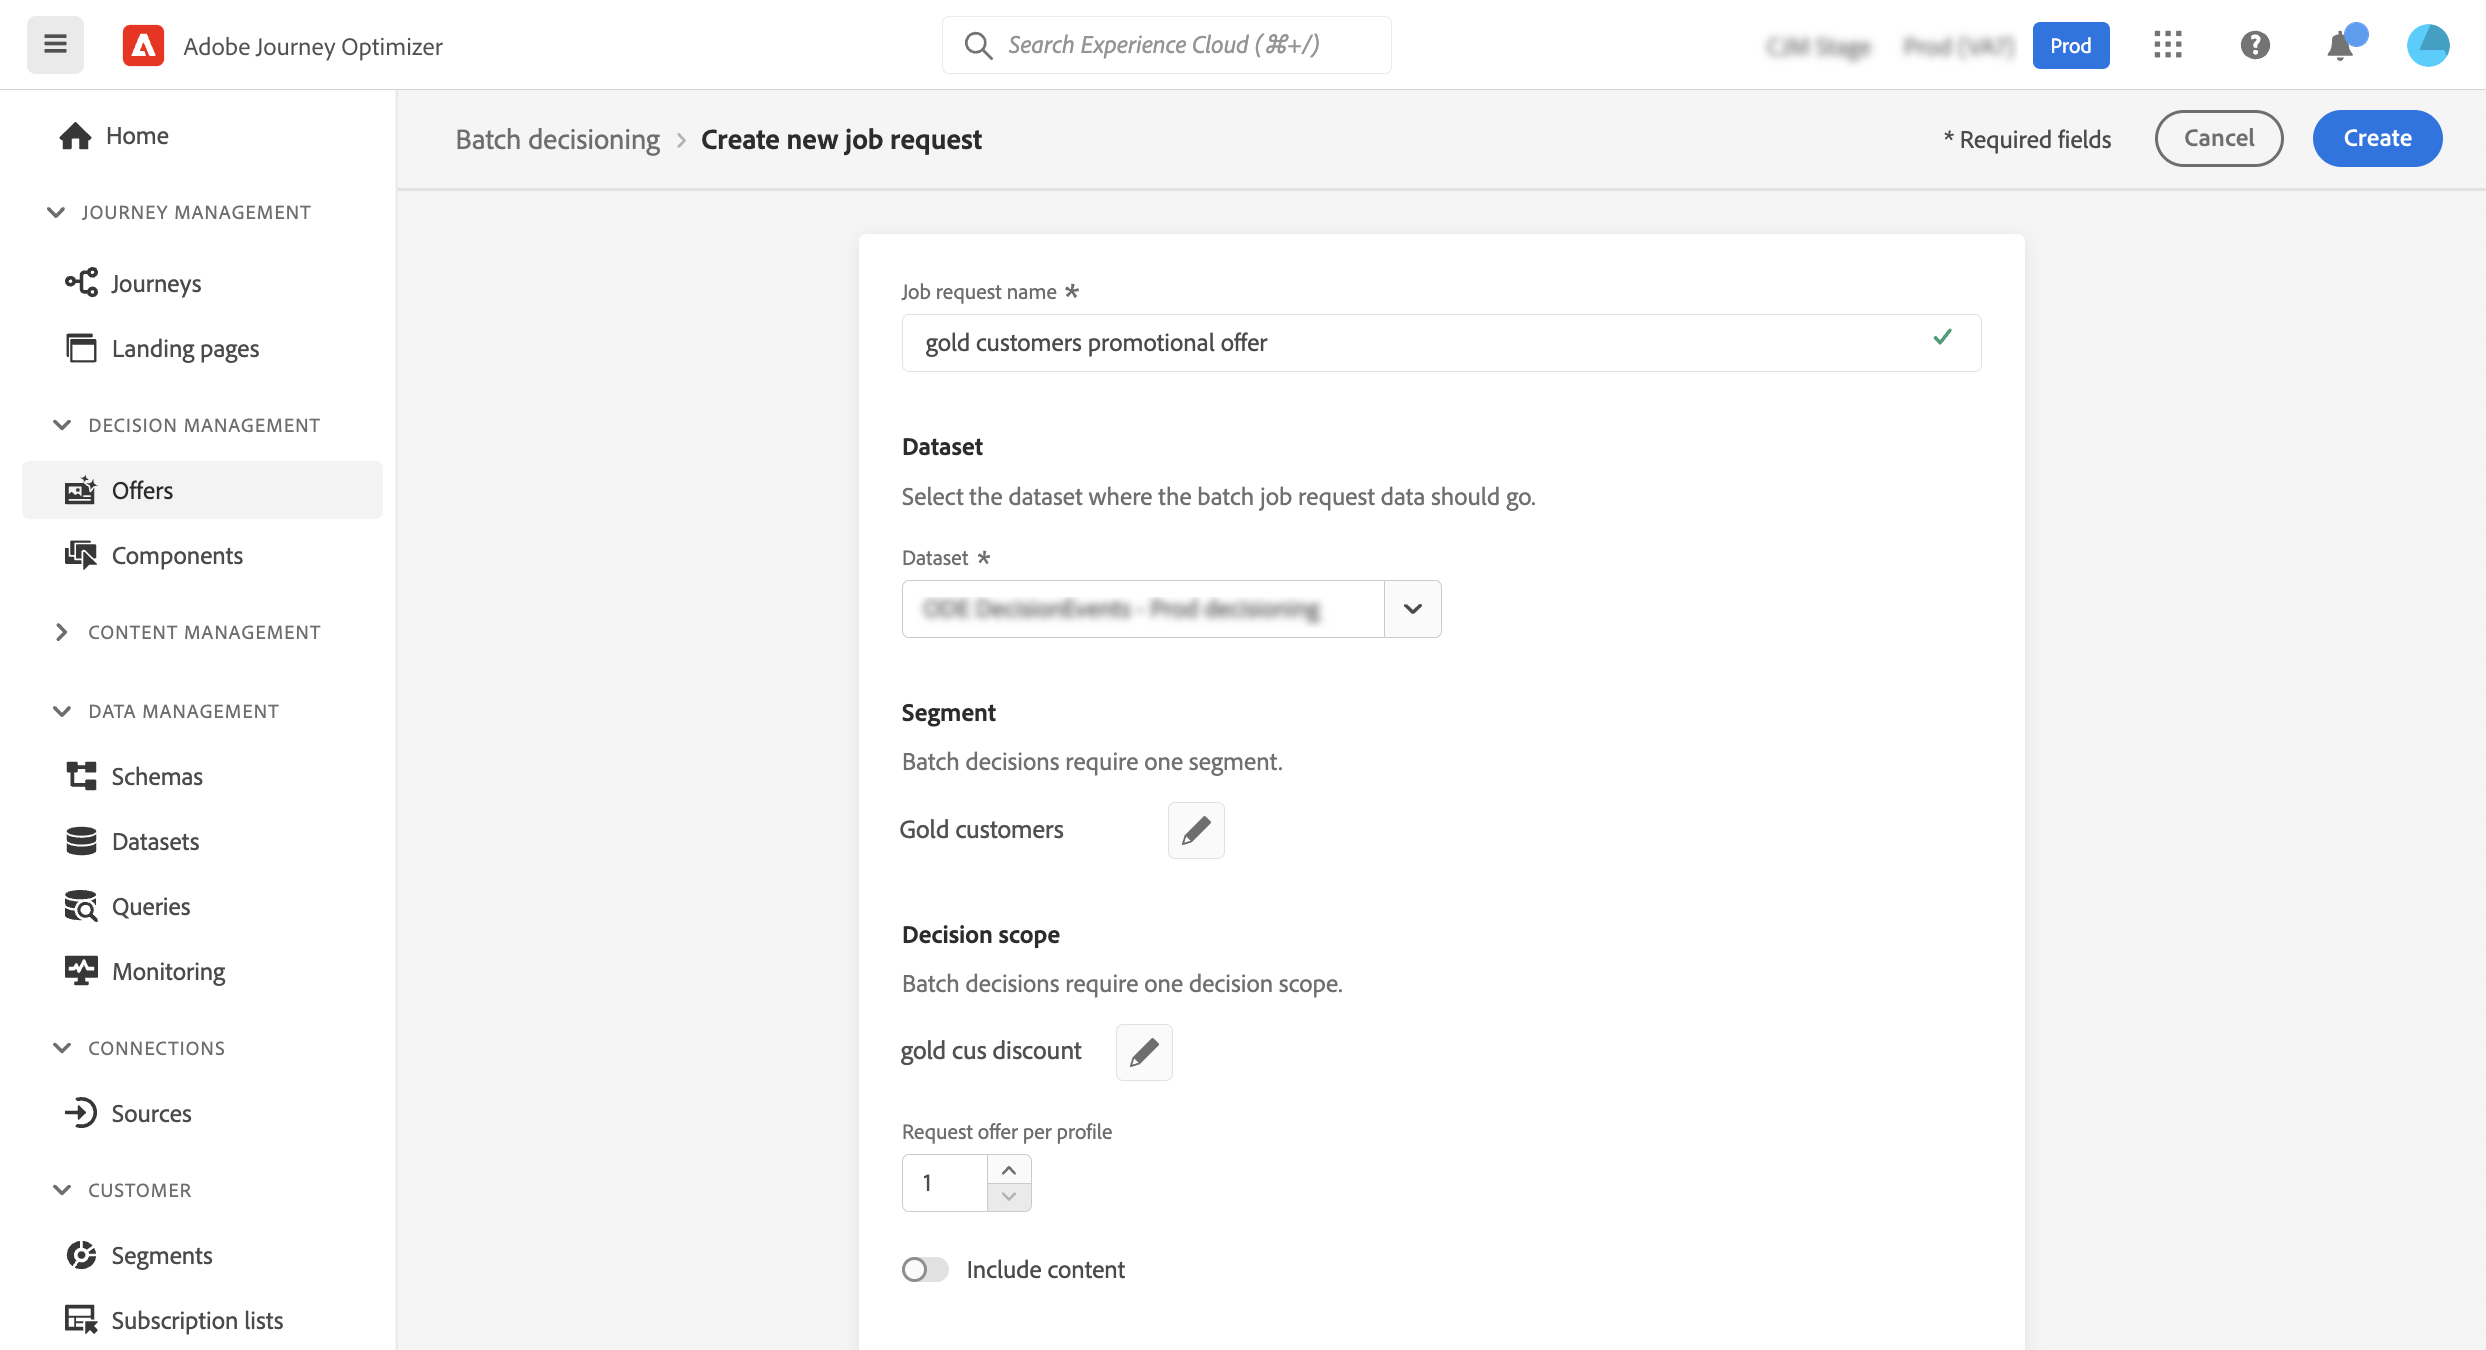 Adobe Journey Optimizer
Search Experience Cloud (⌘+/)
Prod
Home
JOURNEY MANAGEMENT
Journeys
Landing pages
DECISION MANAGEMENT
Offers
Components
CONTENT MANAGEMENT
DATA MANAGEMENT
Schemas
Datasets
Queries
Monitoring
CONNECTIONS
Sources
CUSTOMER
Segments
Subscription lists
Batch decisioning > Create new job request
* Required fields
Cancel
Create
Job request name *
gold customers promotional offer
Dataset
Select the dataset where the batch job request data should go.
Dataset *
Segment
Batch decisions require one segment.
Gold customers
Decision scope
Batch decisions require one decision scope.
gold cus discount
Request offer per profile
1
Include content